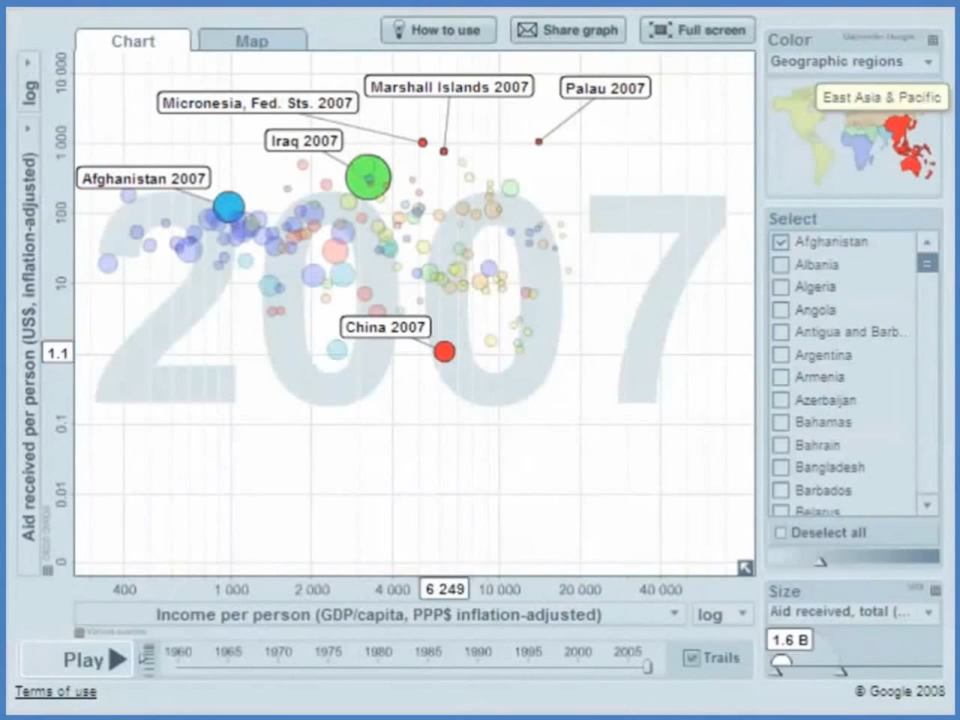 Chart
Map
How to use
Share graph
Full screen
Color
Geographic regions
East Asia & Pacific
Micronesia, Fed. Sts. 2007
Marshall Islands 2007
Palau 2007
Iraq 2007
Afghanistan 2007
China 2007
2007
log
Aid received per person (US$, inflation-adjusted)
10 000
1 000
100
10
1.1
0.1
0.01
0
400
1 000
2 000
4 000
6 249
10 000
20 000
40 000
Income per person (GDP/capita, PPP$ inflation-adjusted)
log
Select
Afghanistan
Albania
Algeria
Angola
Antigua and Barb...
Argentina
Armenia
Azerbaijan
Bahamas
Bahrain
Bangladesh
Barbados
Belarus
Deselect all
Size
Aid received, total (...
1.6 B
Play
1960
1965
1970
1975
1980
1985
1990
1995
2000
2005
Trails
Terms of use
© Google 2008